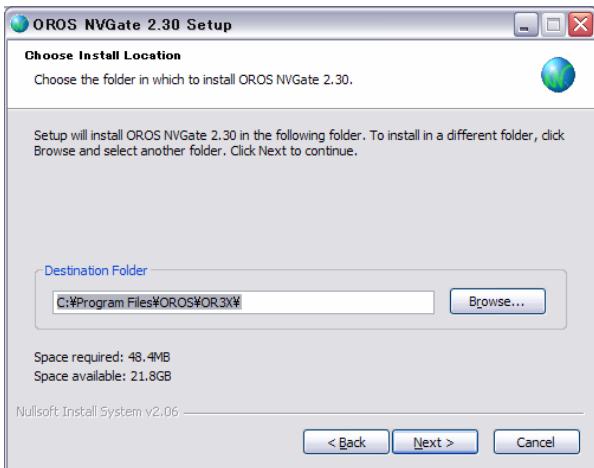 OROS NVGate 2.30 Setup
Choose Install Location
Choose the folder in which to install OROS NVGate 2.30.
Setup will install OROS NVGate 2.30 in the following folder. To install in a different folder, click
Browse and select another folder. Click Next to continue.
Destination Folder
C:¥Program Files¥OROS¥OR3X¥
Browse...
Space required: 48.4MB
Space available: 21.8GB
Nullsoft Install System v2.06
< Back
Next >
Cancel